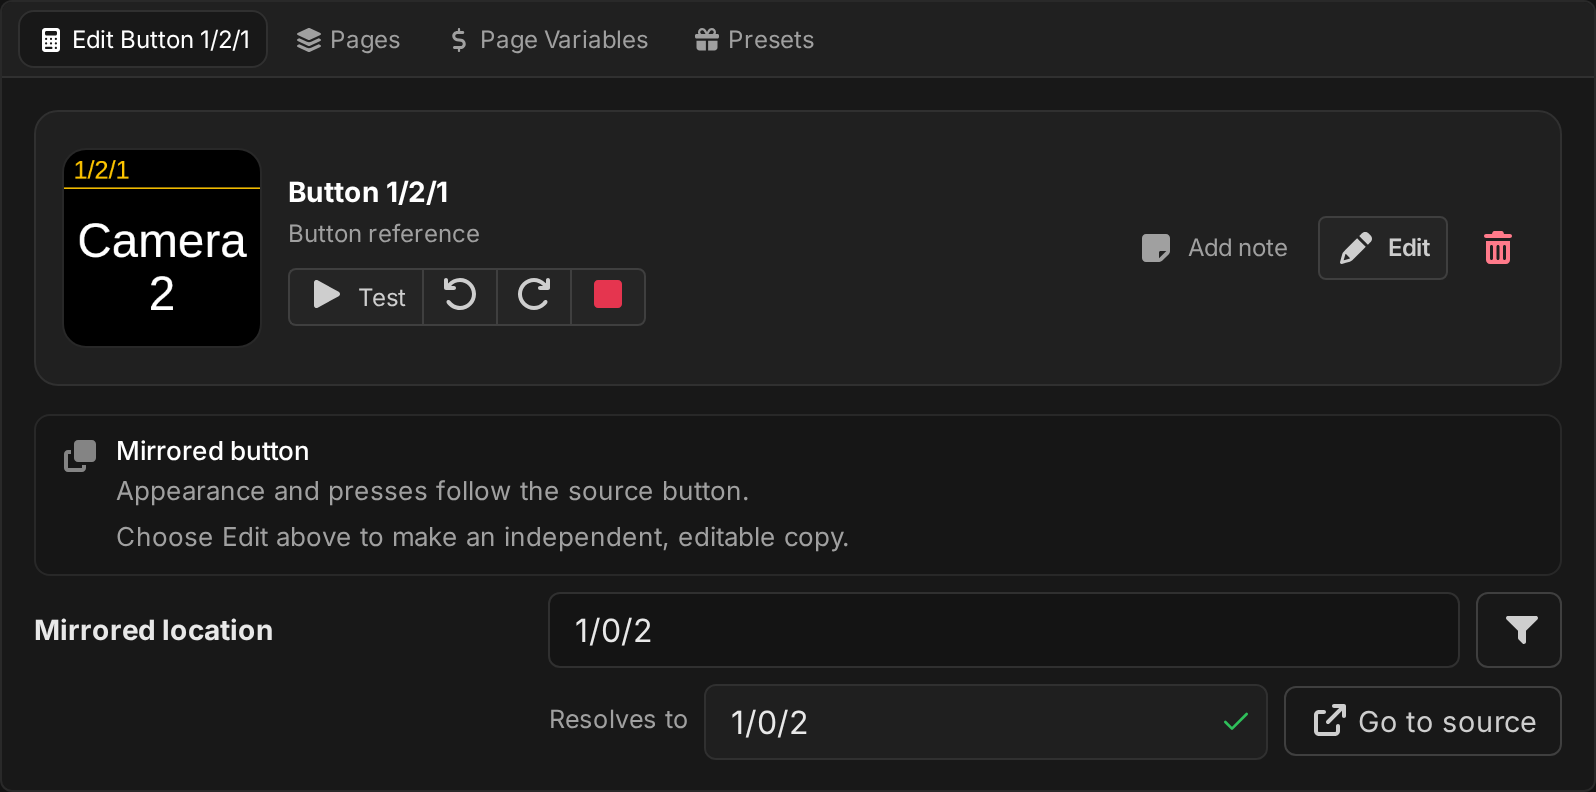 Edit Button 1/2/1 Pages Page Variables Presets
1/2/1
Camera
2
Button 1/2/1
Button reference
Test
Add note
Edit
Mirrored button
Appearance and presses follow the source button.
Choose Edit above to make an independent, editable copy.
Mirrored location
1/0/2
Resolves to
1/0/2
Go to source